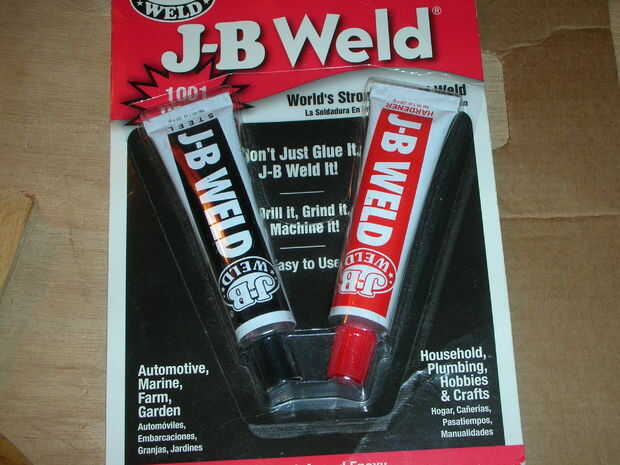 WELD
J-B Weld®
1001
World's Stro
Weld
La Soldadura En
STEEL
J-B WELD
J-B
WELD
HARDENER
J-B WELD
J-B
WELD
Don't Just Glue It,
J-B Weld It!
Drill it, Grind it,
Machine it!
Easy to Use
Automotive,
Marine,
Farm,
Garden
Automóviles,
Embarcaciones,
Granjas, Jardines
Household,
Plumbing,
Hobbies
& Crafts
Hogar, Cañerias,
Pasatiempos,
Manualidades
Epoxy